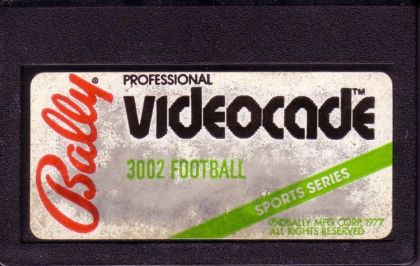 Bally®
PROFESSIONAL
VIDEOCADE™
3002 FOOTBALL
SPORTS SERIES
©BALLY MFG CORP. 1977
ALL RIGHTS RESERVED